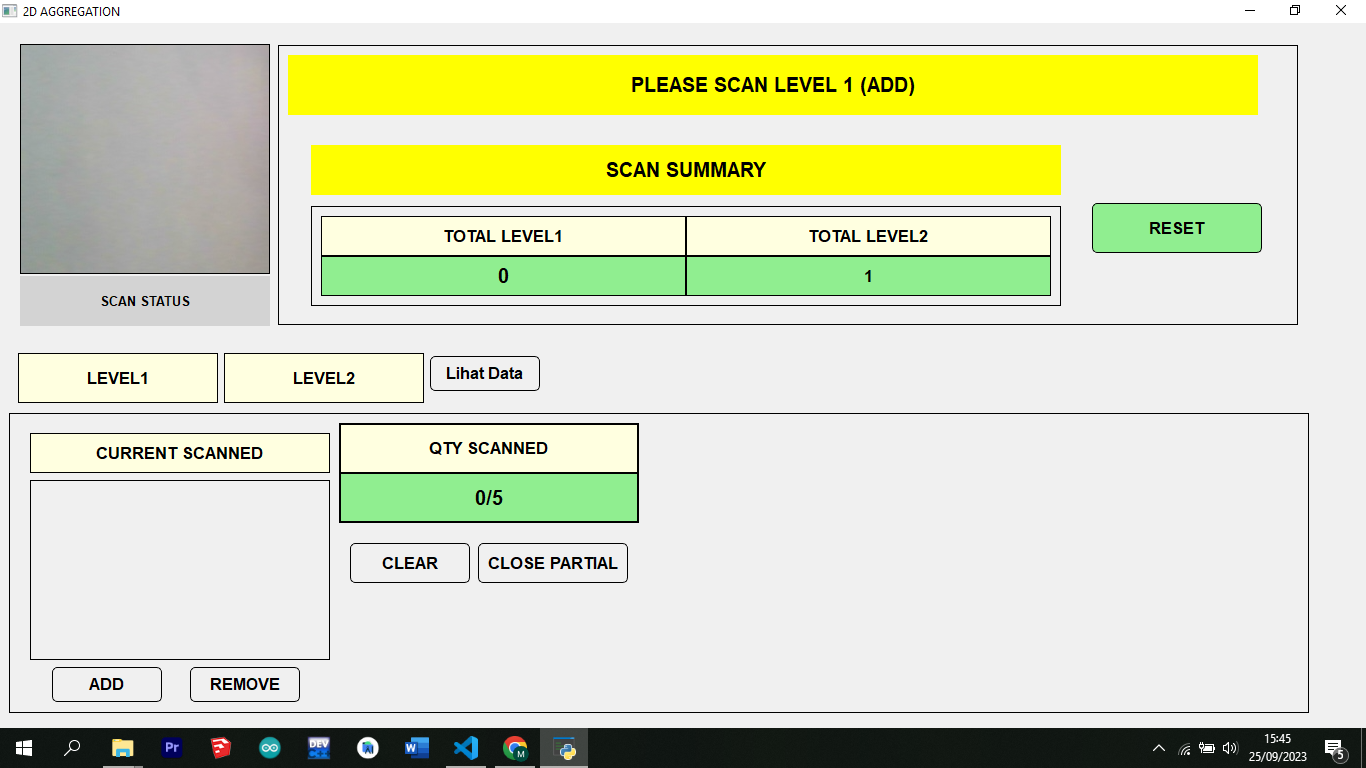 2D AGGREGATION
PLEASE SCAN LEVEL 1 (ADD)
SCAN SUMMARY
TOTAL LEVEL1 TOTAL LEVEL2
0 1
RESET
SCAN STATUS
LEVEL1 LEVEL2 Lihat Data
CURRENT SCANNED
QTY SCANNED
0/5
CLEAR CLOSE PARTIAL
ADD REMOVE
Pr
DEV
C++
W
M
15:45
25/09/2023
5